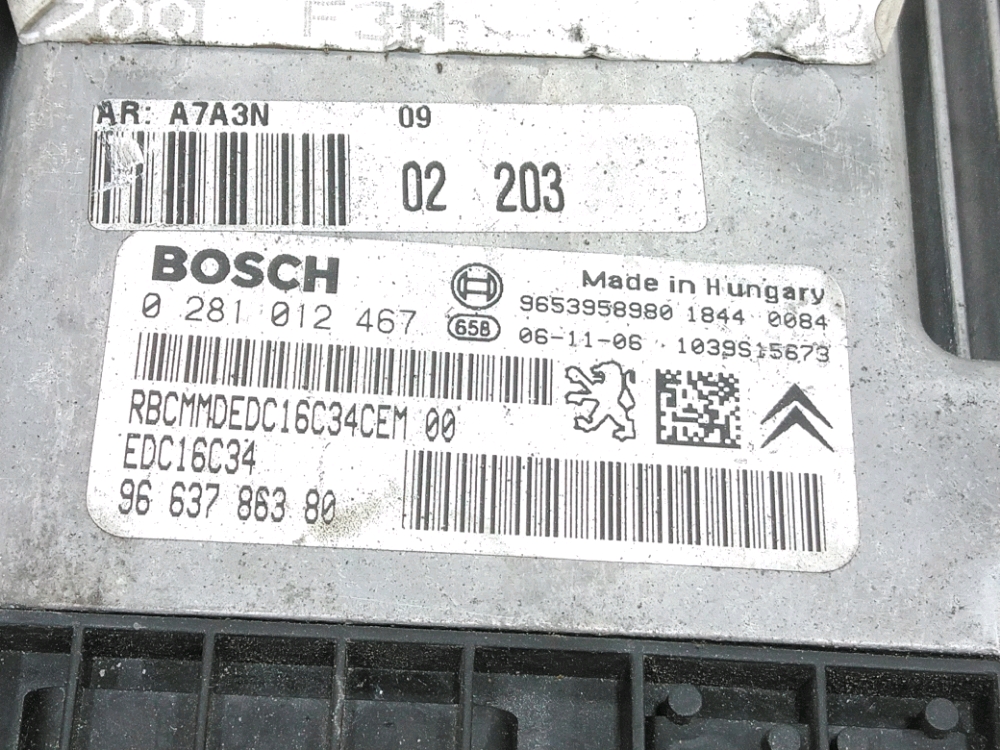 AR: A7A3N 09
02 203
BOSCH
0 281 012 467
658
Made in Hungary
9653958980 1844 0084
06-11-06 · 1039S15673
RBCMMDEDC16C34CEM 00
EDC16C34
96 637 863 80